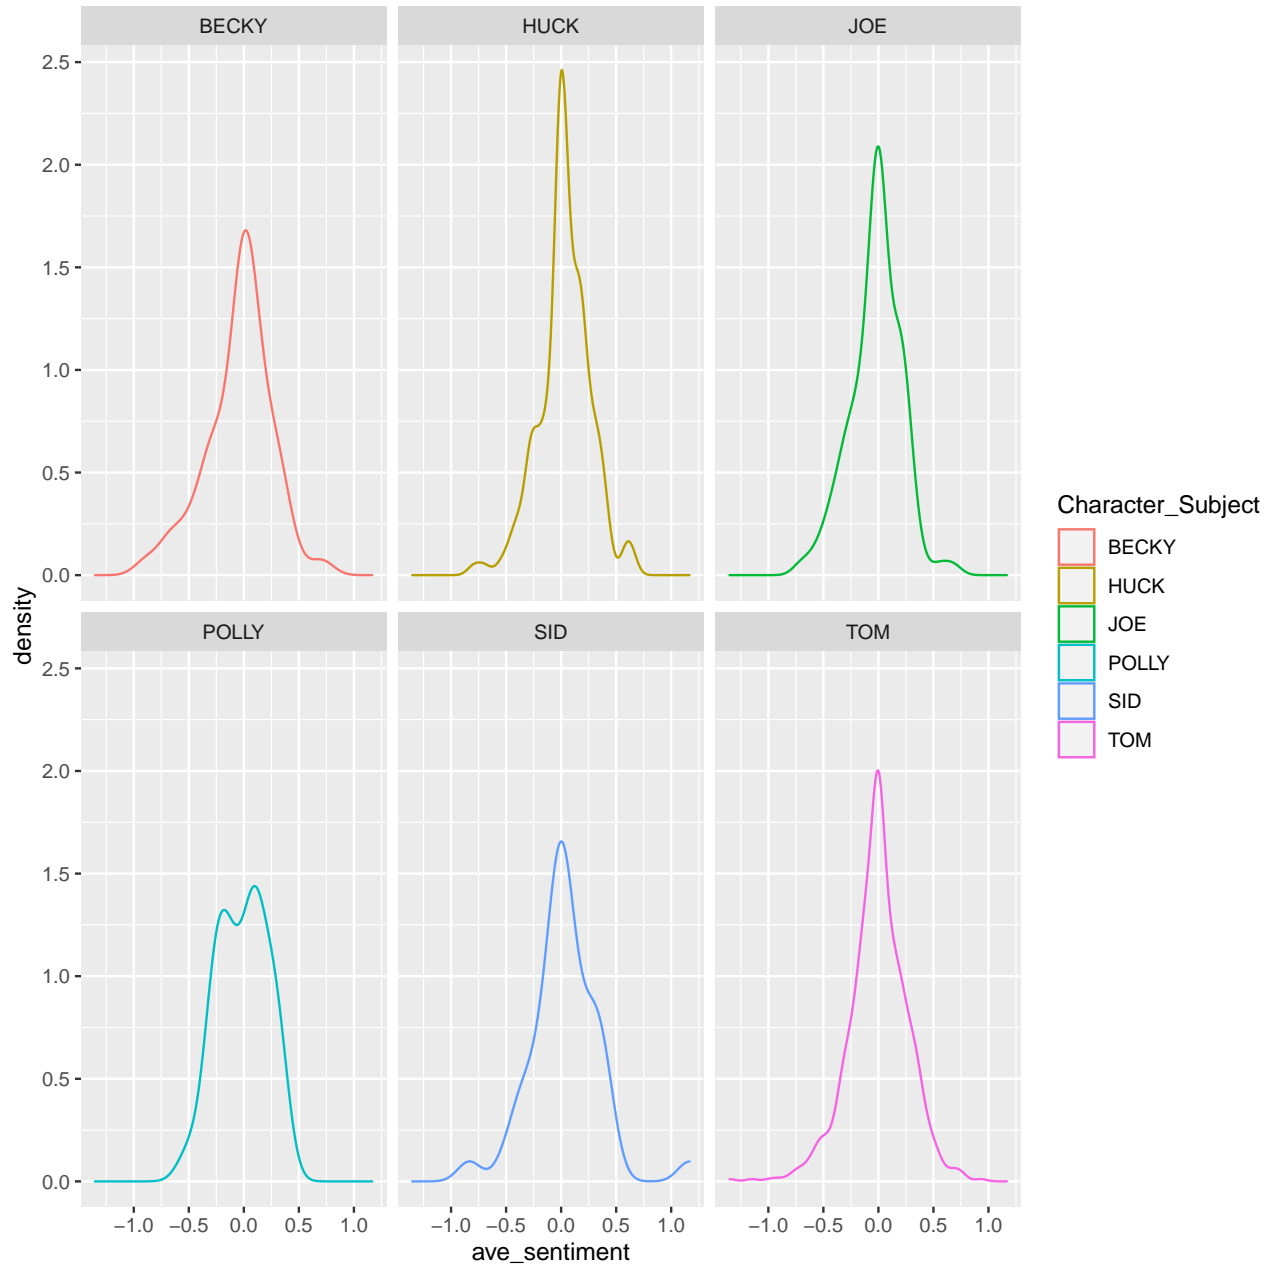 BECKY HUCK JOE
2.5
2.0
1.5
1.0
0.5
0.0
density
POLLY SID TOM
2.5
2.0
1.5
1.0
0.5
0.0
−1.0 −0.5 0.0 0.5 1.0 −1.0 −0.5 0.0 0.5 1.0 −1.0 −0.5 0.0 0.5 1.0
ave_sentiment
Character_Subject
BECKY
HUCK
JOE
POLLY
SID
TOM